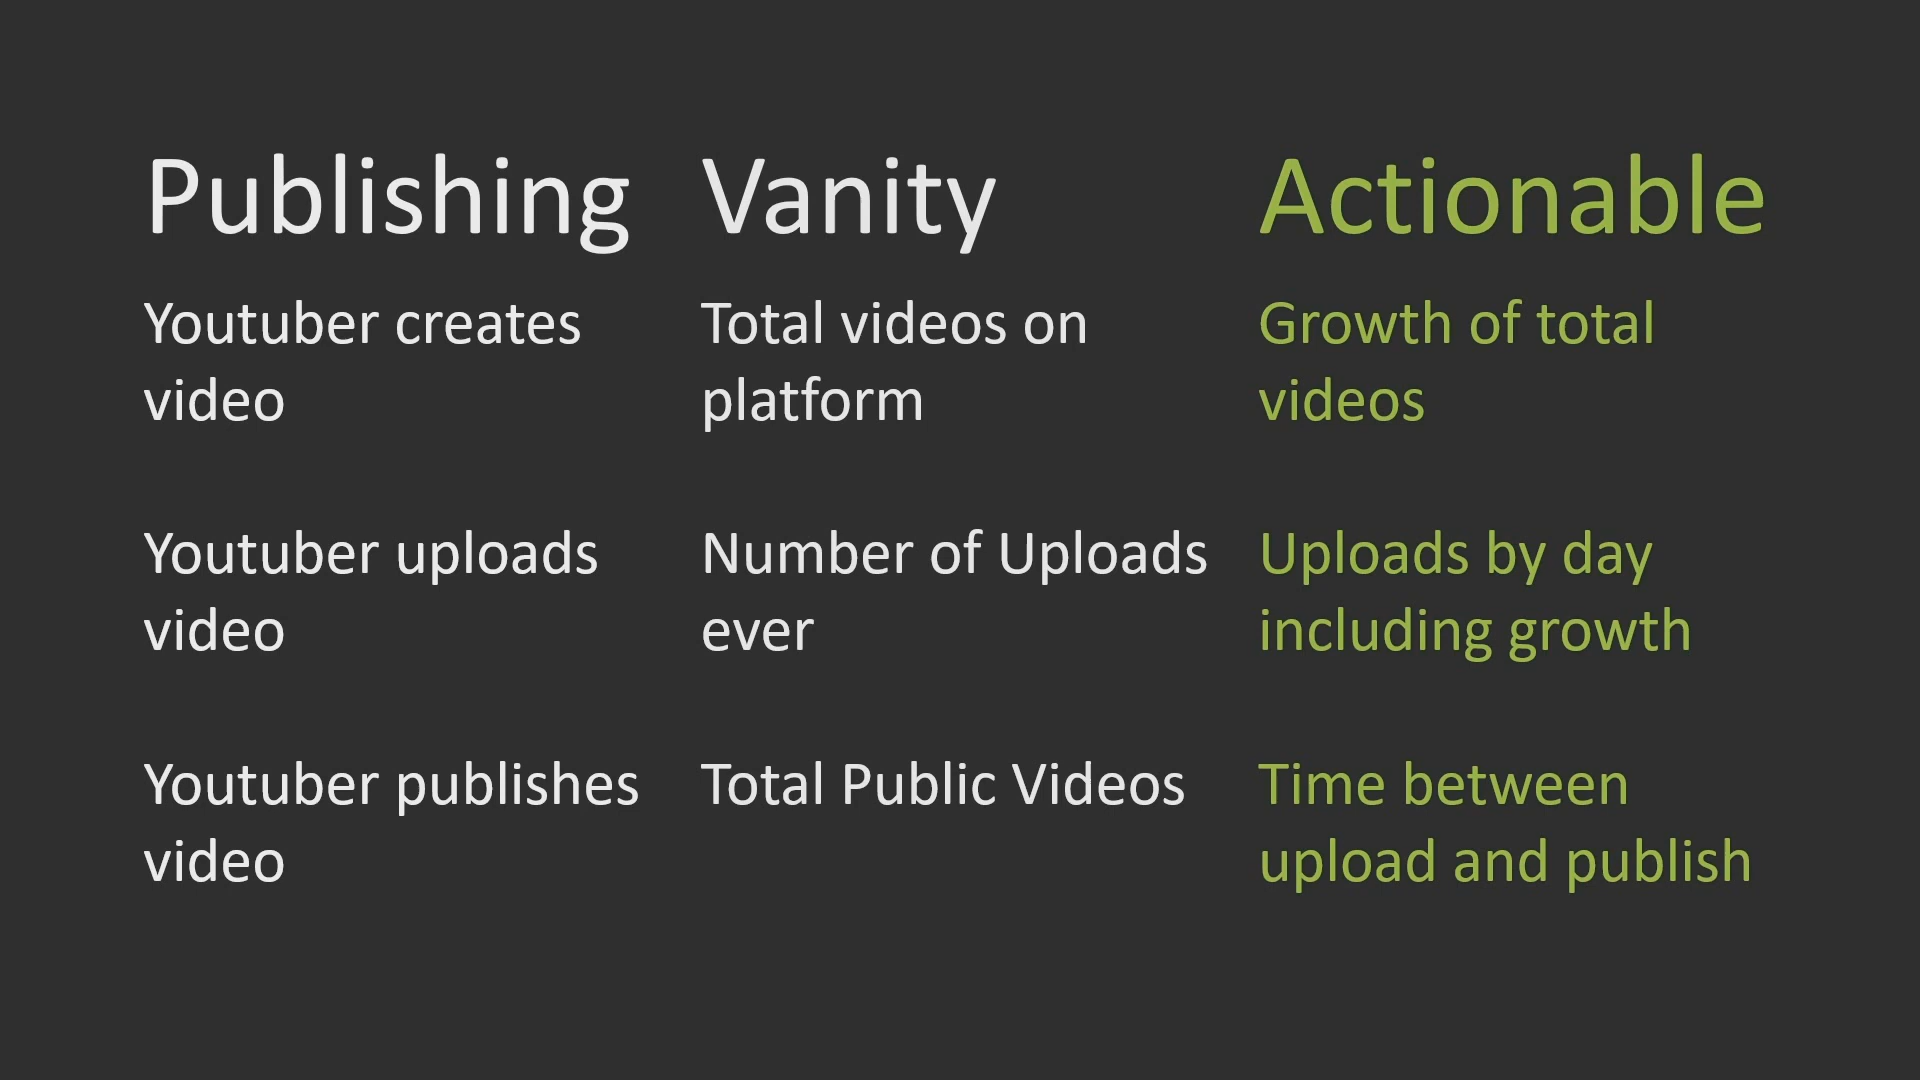 Publishing Vanity Actionable
Youtuber creates Total videos on Growth of total
video platform videos
Youtuber uploads Number of Uploads Uploads by day
video ever including growth
Youtuber publishes Total Public Videos Time between
video upload and publish